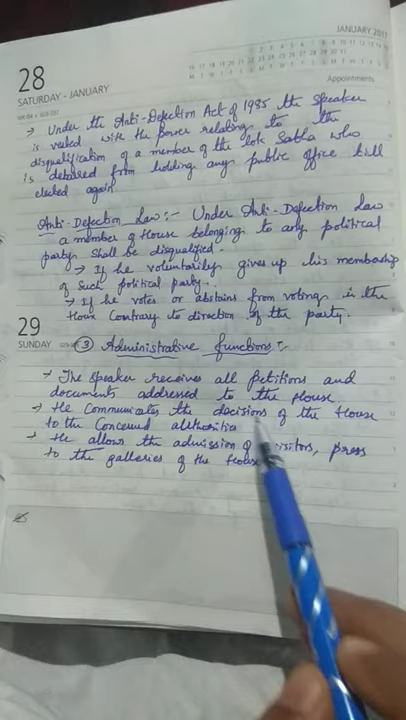 JANUARY 2017
28
SATURDAY - JANUARY
Appointments
→ Under the Anti-Defection Act of 1985 the Speaker
is vested with the power relating to the
disqualification of a member of the lok Sabha who
is debarred from holding any public office till
elected again
Anti-Defection Law:- Under Anti-Defection law
a member of House belonging to any political
party shall be disqualified.
→ If he voluntarily gives up his membership
of such political party...
→ If he votes or abstains from voting in the
House Contrary to direction of the party.
29
SUNDAY
③ Administrative functions:-
→ The Speaker receives all petitions and
documents addressed to the House.
→ He Communicates the decisions of the House
to the Concerned authorities
→ He allows the admission of visitors, press
to the galleries of the House